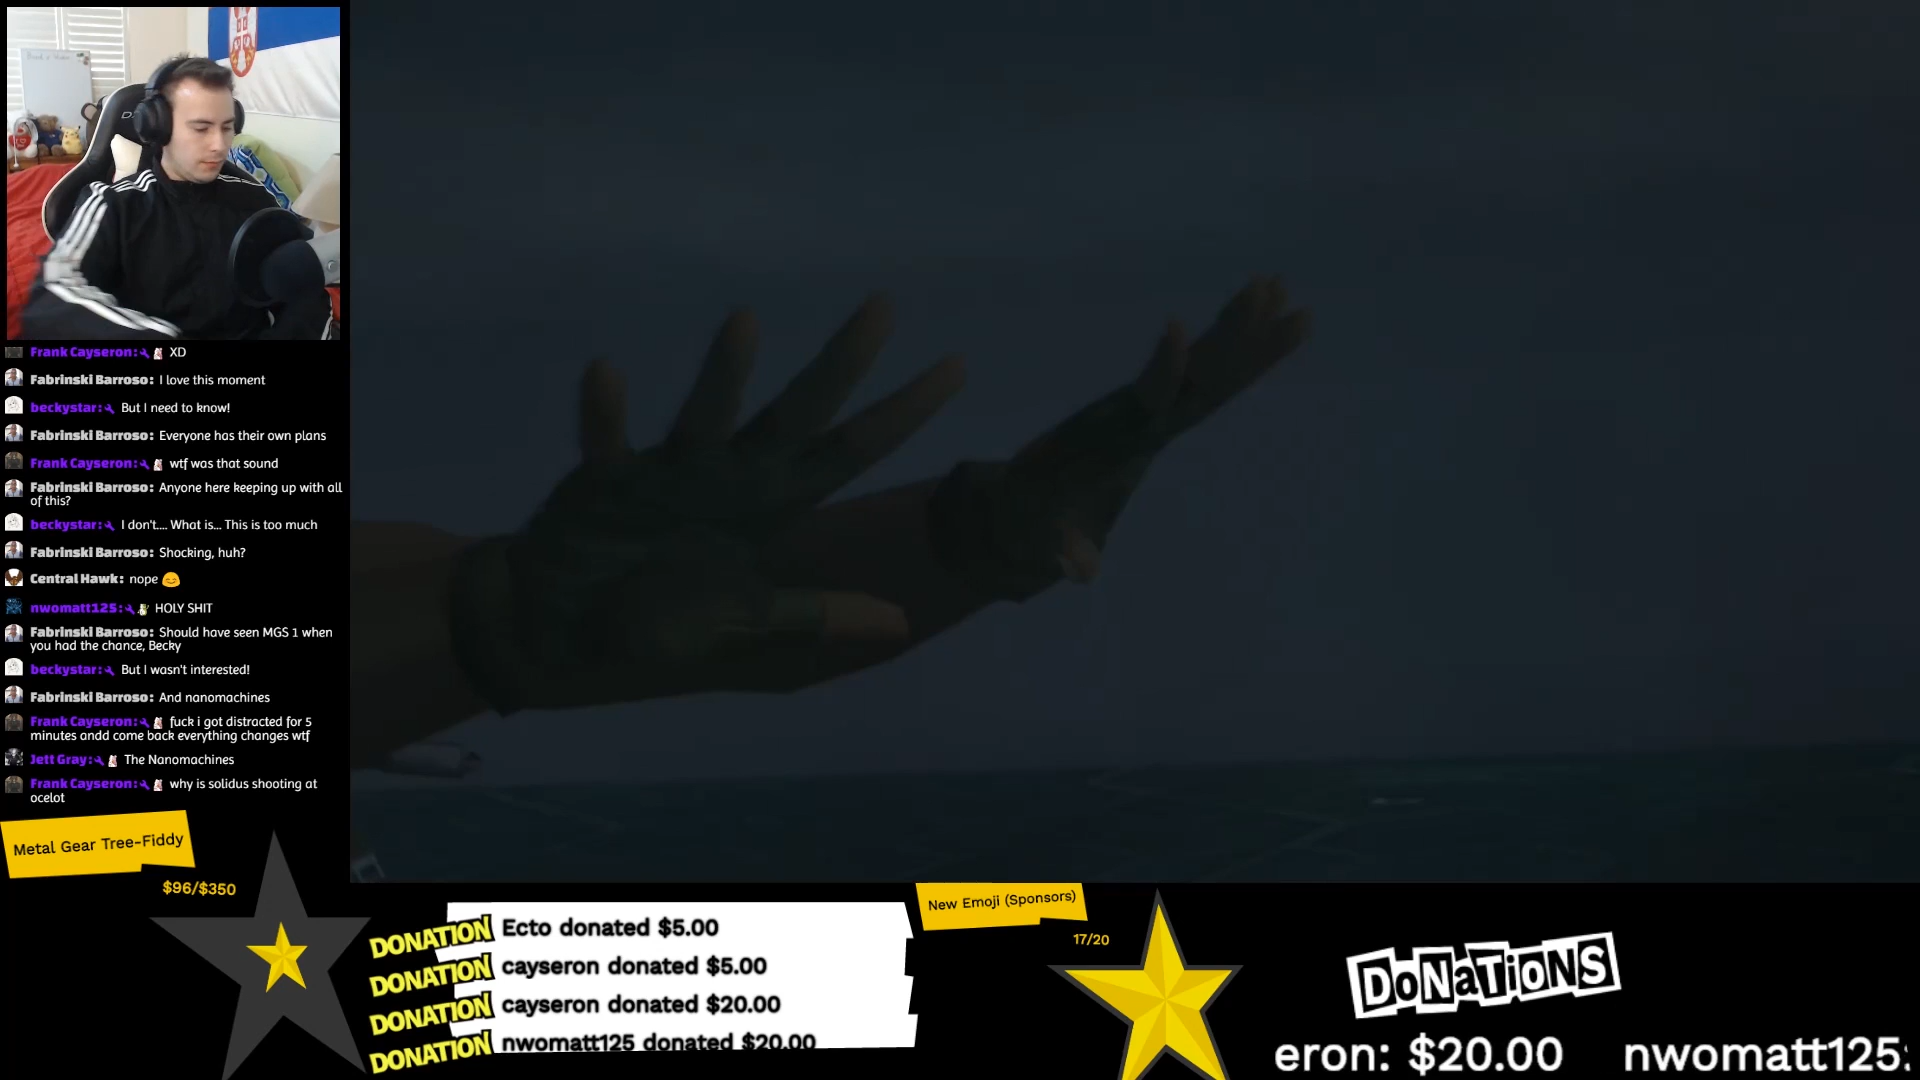 Frank Cayseron: XD
Fabrinski Barroso: I love this moment
beckystar: But I need to know!
Fabrinski Barroso: Everyone has their own plans
Frank Cayseron: wtf was that sound
Fabrinski Barroso: Anyone here keeping up with all
of this?
beckystar: I don't.... What is... This is too much
Fabrinski Barroso: Shocking, huh?
Central Hawk: nope 😊
nwomatt125: HOLY SHIT
Fabrinski Barroso: Should have seen MGS 1 when
you had the chance, Becky
beckystar: But I wasn't interested!
Fabrinski Barroso: And nanomachines
Frank Cayseron: fuck i got distracted for 5
minutes andd come back everything changes wtf
Jett Gray: The Nanomachines
Frank Cayseron: why is solidus shooting at
ocelot
Metal Gear Tree-Fiddy
$96/$350
DONATION Ecto donated $5.00
DONATION cayseron donated $5.00
DONATION cayseron donated $20.00
DONATION nwomatt125 donated $20.00
New Emoji (Sponsors)
17/20
DoNaTioNS
eron: $20.00 nwomatt125: